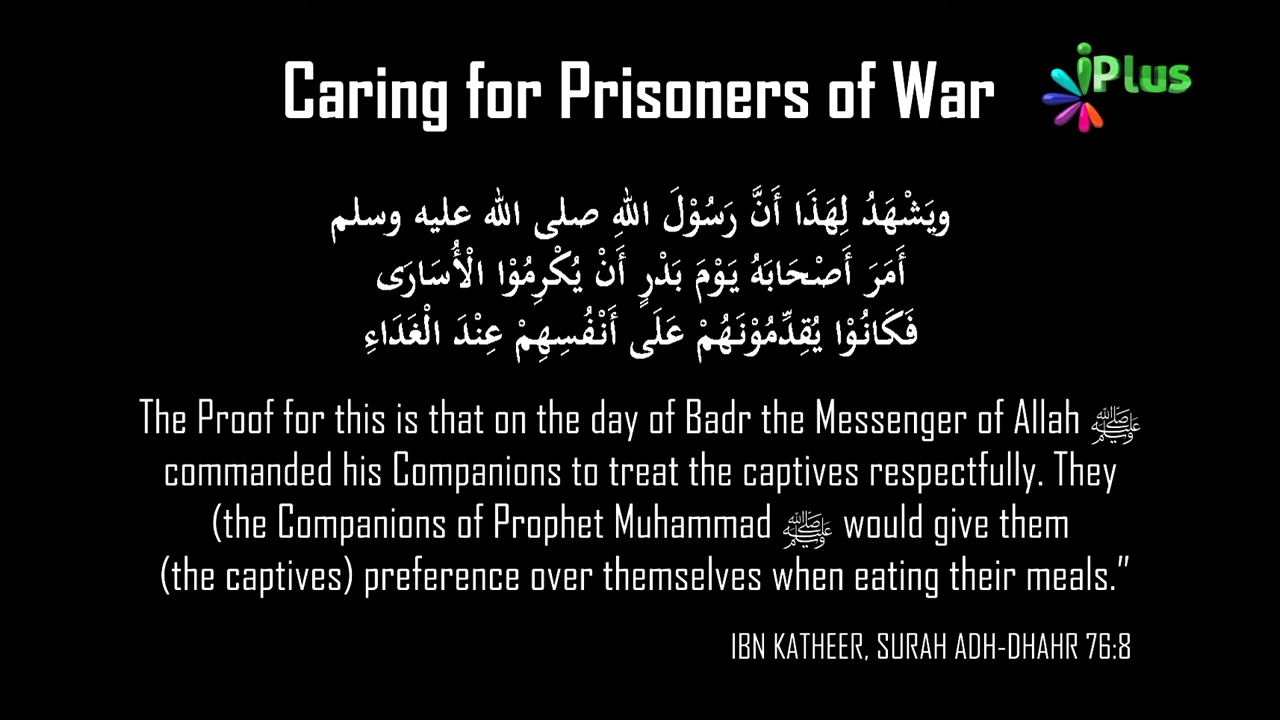 Caring for Prisoners of War
iPlus
ويَشْهَدُ لِهَذَا أَنَّ رَسُوْلَ اللهِ صلى الله عليه وسلم
أَمَرَ أَصْحَابَهُ يَوْمَ بَدْرٍ أَنْ يُكْرِمُوْا الْأُسَارَى
فَكَانُوْا يُقِدِّمُوْنَهُمْ عَلَى أَنْفُسِهِمْ عِنْدَ الْغَدَاءِ
The Proof for this is that on the day of Badr the Messenger of Allah ﷺ
commanded his Companions to treat the captives respectfully. They
(the Companions of Prophet Muhammad ﷺ would give them
(the captives) preference over themselves when eating their meals.”
IBN KATHEER, SURAH ADH-DHAHR 76:8